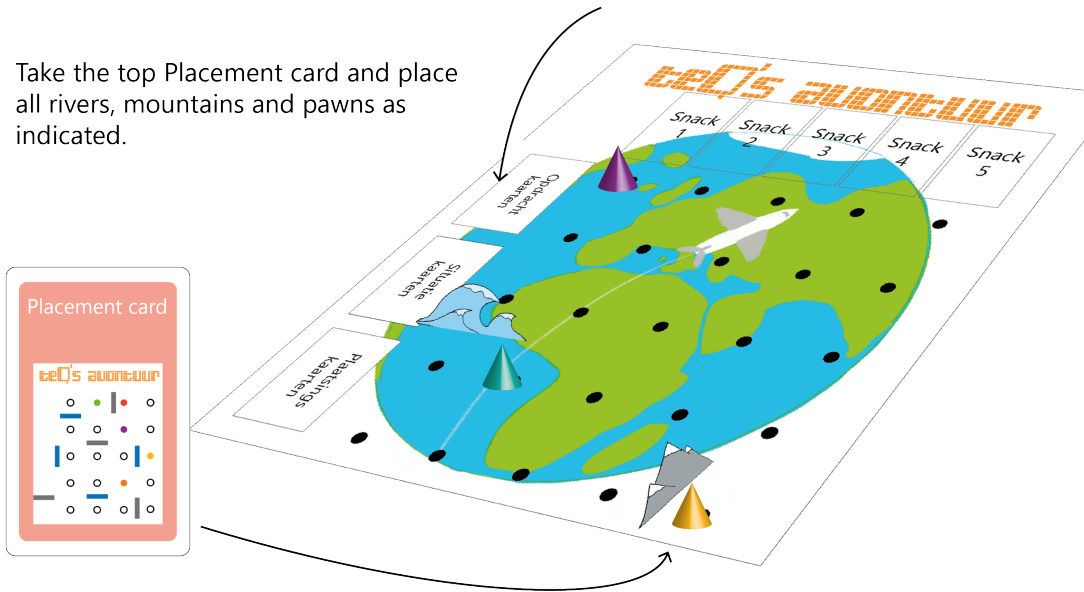 Take the top Placement card and place
all rivers, mountains and pawns as
indicated.
teQ's avontuur
Snack
1
Snack
2
Snack
3
Snack
4
Snack
5
Opdracht
kaarten
Situatie
kaarten
Plaatsings
kaarten
Placement card
teQ's avontuur